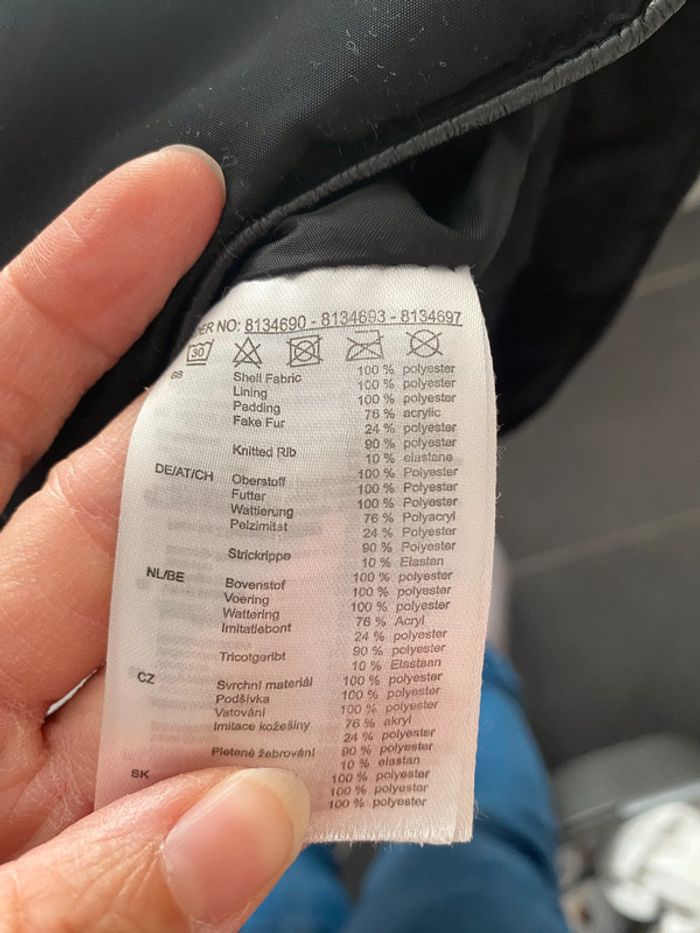 ER NO: 8134690 - 8134693 - 8134697
30
GB
Shell Fabric 100 % polyester
Lining 100 % polyester
Padding 100 % polyester
Fake Fur 76 % acrylic
24 % polyester
Knitted Rib 90 % polyester
10 % elastane
DE/AT/CH
Oberstoff 100 % Polyester
Futter 100 % Polyester
Wattierung 100 % Polyester
Pelzimitat 76 % Polyacryl
24 % Polyester
Strickrippe 90 % Polyester
10 % Elastan
NL/BE
Bovenstof 100 % polyester
Voering 100 % polyester
Wattering 100 % polyester
Imitatiebont 76 % Acryl
24 % polyester
Tricotgeribt 90 % polyester
10 % Elastaan
CZ
Svrchní materiál 100 % polyester
Podšívka 100 % polyester
Vatování 100 % polyester
Imitace kožešiny 76 % akryl
24 % polyester
Pletené žebrování 90 % polyester
10 % elastan
SK
100 % polyester
100 % polyester
100 % polyester